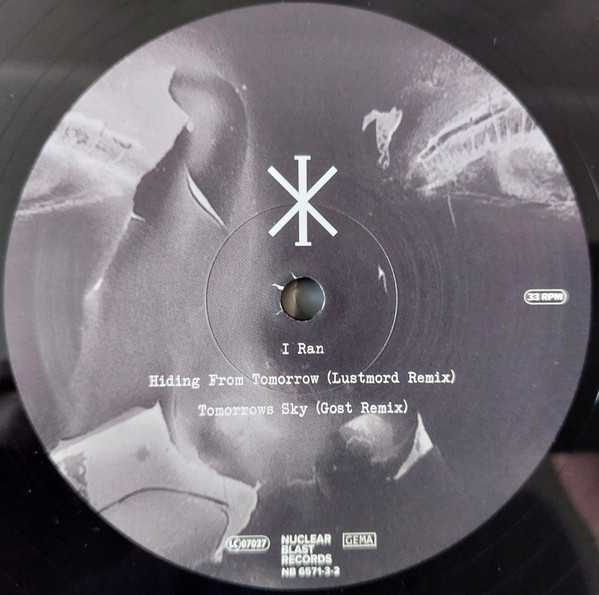 33 RPM
I Ran
Hiding From Tomorrow (Lustmord Remix)
Tomorrows Sky (Gost Remix)
LC 07027
NUCLEAR
BLAST
RECORDS
NB 6571-3-2
GEMA